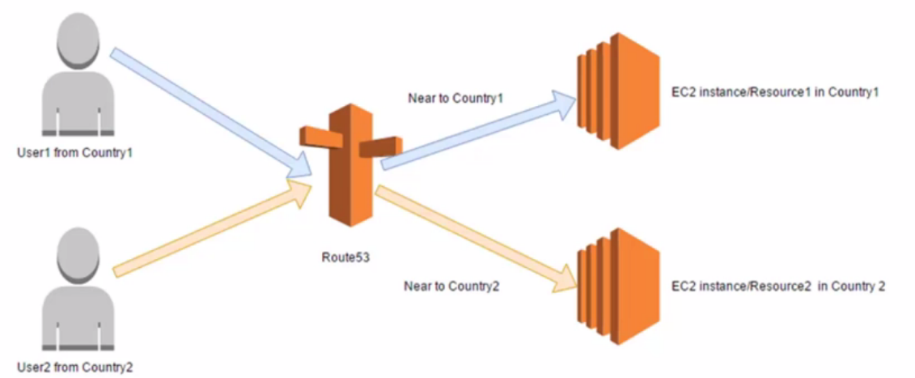 User1 from Country1
Near to Country1
EC2 instance/Resource1 in Country1
Route53
User2 from Country2
Near to Country2
EC2 instance/Resource2  in Country 2